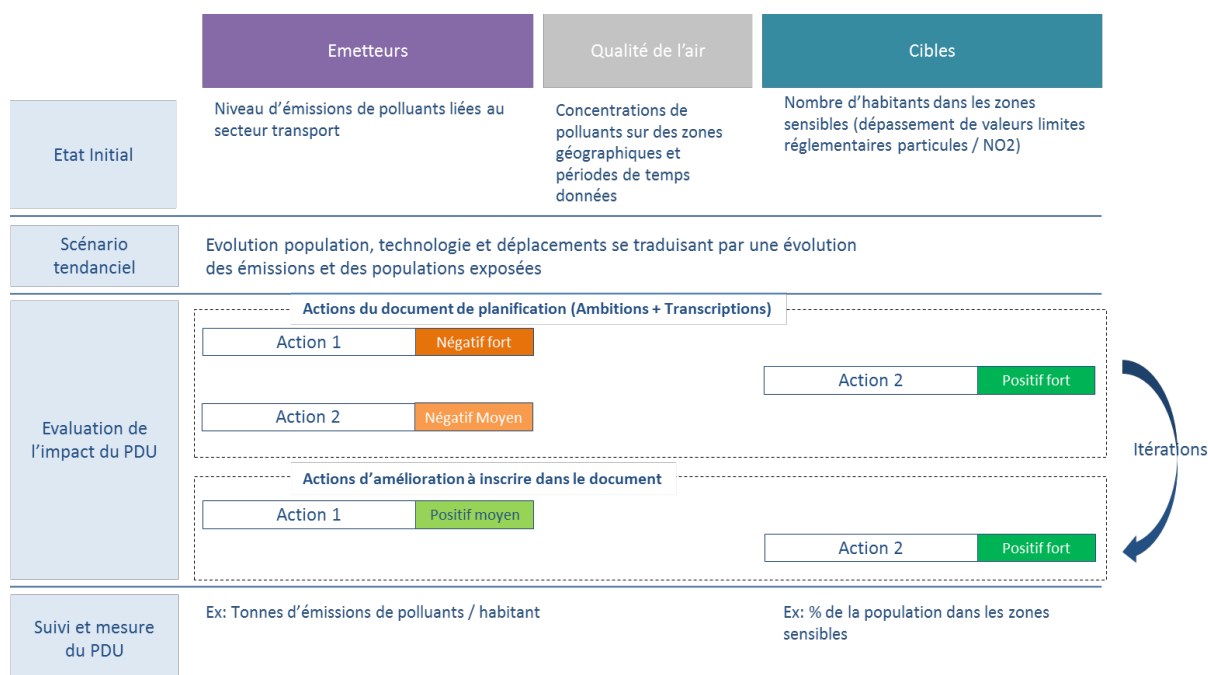 Emetteurs
Qualité de l’air
Cibles
Etat Initial
Niveau d’émissions de polluants liées au
secteur transport
Concentrations de
polluants sur des zones
géographiques et
périodes de temps
données
Nombre d’habitants dans les zones
sensibles (dépassement de valeurs limites
réglementaires particules / NO2)
Scénario
tendanciel
Evolution population, technologie et déplacements se traduisant par une évolution
des émissions et des populations exposées
Evaluation de
l’impact du PDU
Actions du document de planification (Ambitions + Transcriptions)
Action 1
Négatif fort
Action 2
Positif fort
Action 2
Négatif Moyen
Itérations
Actions d’amélioration à inscrire dans le document
Action 1
Positif moyen
Action 2
Positif fort
Suivi et mesure
du PDU
Ex: Tonnes d’émissions de polluants / habitant
Ex: % de la population dans les zones
sensibles